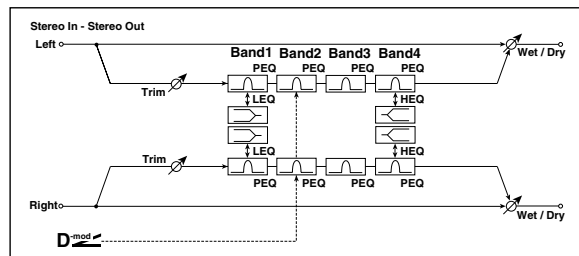 Stereo In - Stereo Out
Left
Band1 Band2 Band3 Band4
Wet / Dry
PEQ PEQ PEQ PEQ
Trim
LEQ HEQ
LEQ HEQ
Trim
PEQ PEQ PEQ PEQ
Right
Wet / Dry
D-mod